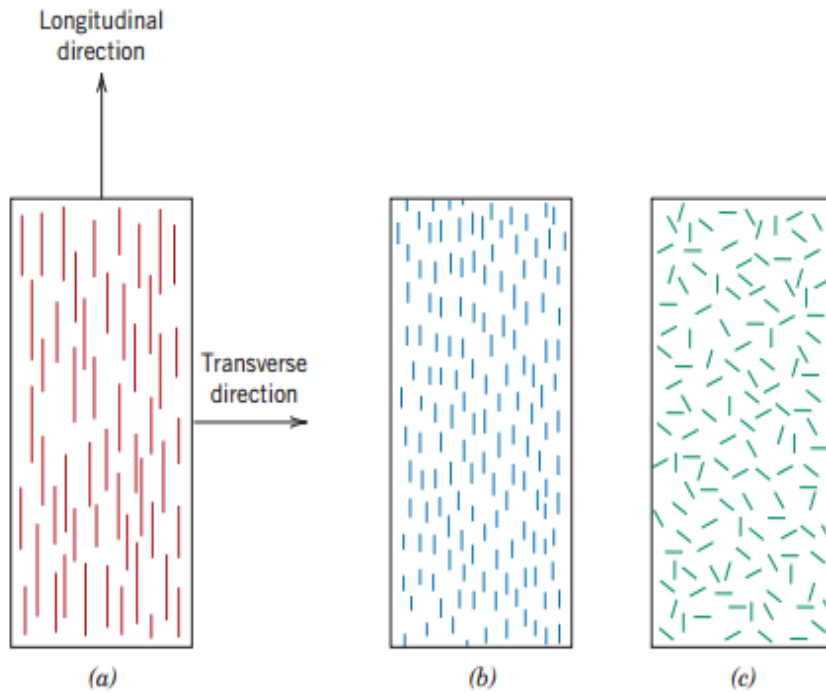 Longitudinal
direction
Transverse
direction
(a)
(b)
(c)